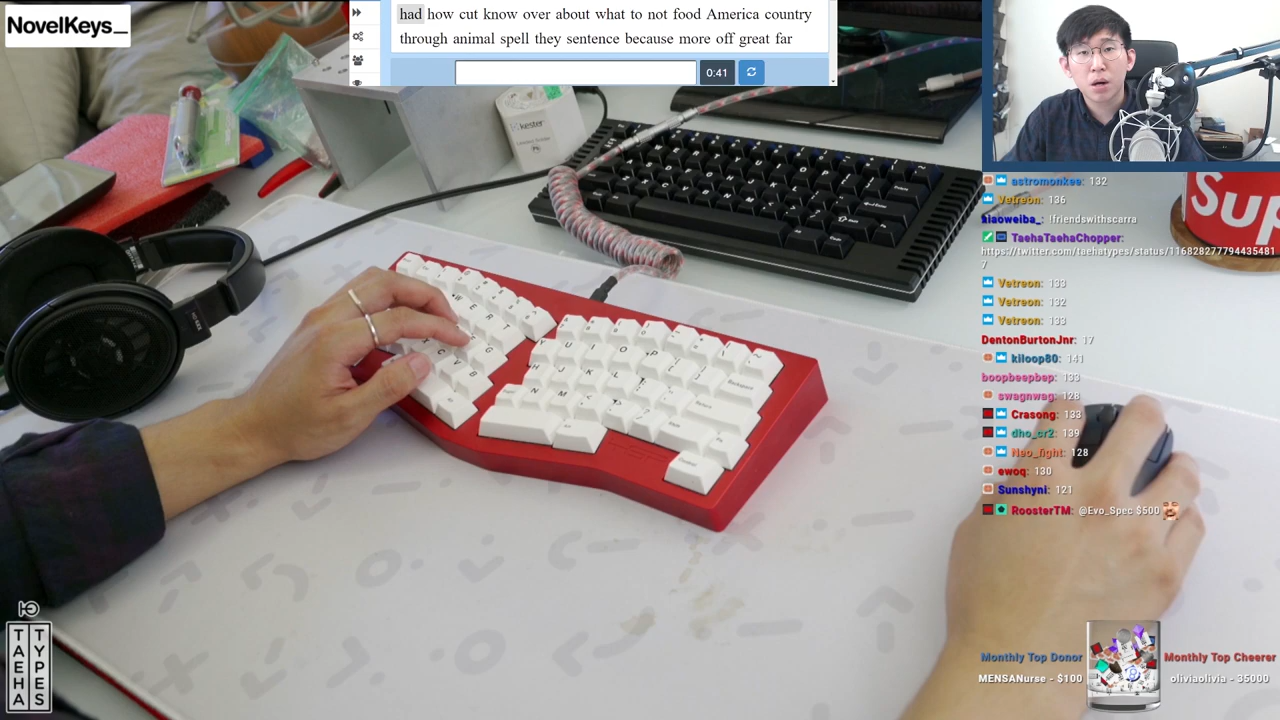 NovelKeys_
had how cut know over about what to not food America country
through animal spell they sentence because more off great far
0:41
kester
Sup
astromonkee: 132
Vetreon: 136
xiaoweiba_: !friendswithscarra
TaehaTaehaChopper:
https://twitter.com/taehatypes/status/116828277794435481
7
Vetreon: 133
Vetreon: 132
Vetreon: 133
DentonBurtonJnr: 17
kiloop80: 141
boopbeepbap: 133
swagnwag: 128
Crasong: 133
dho_cr2: 139
Neo_fight: 128
ewoq: 130
Sunshyni: 121
RoosterTM: @Evo_Spec $500
TAEHA
TYPES
Monthly Top Donor
MENSANurse - $100
Monthly Top Cheerer
oliviaolivia - 35000